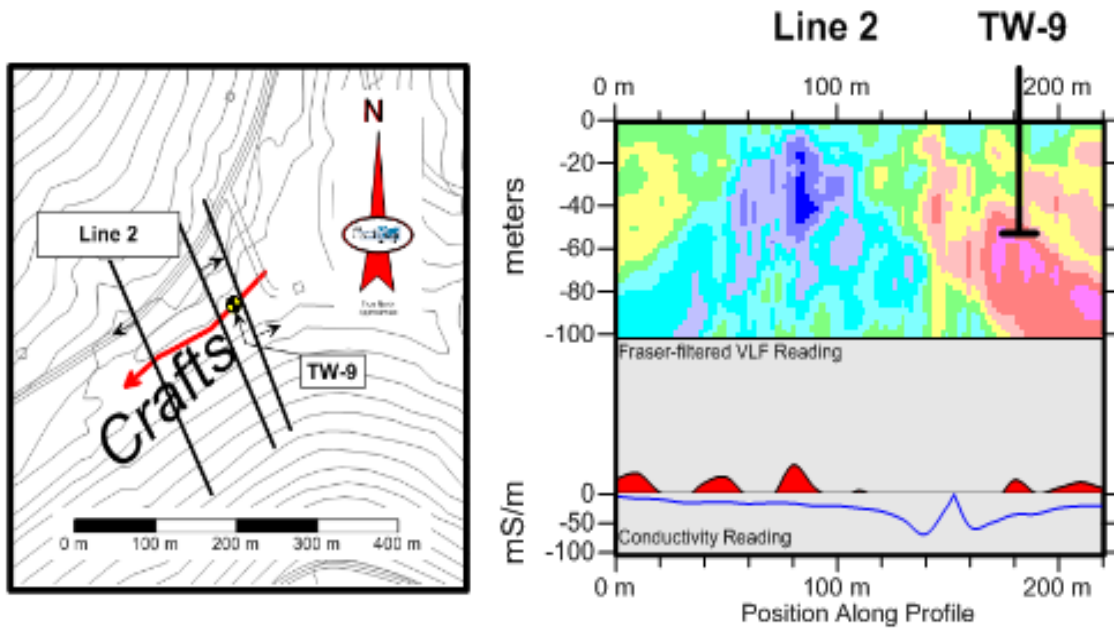 Line 2
TW-9
N
Line 2
Crafts
TW-9
0 m
100 m
200 m
300 m
400 m
0 m
100 m
200 m
0
-20
-40
-60
-80
-100
meters
Fraser-filtered VLF Reading
0
-50
-100
mS/m
Conductivity Reading
0 m
100 m
200 m
Position Along Profile